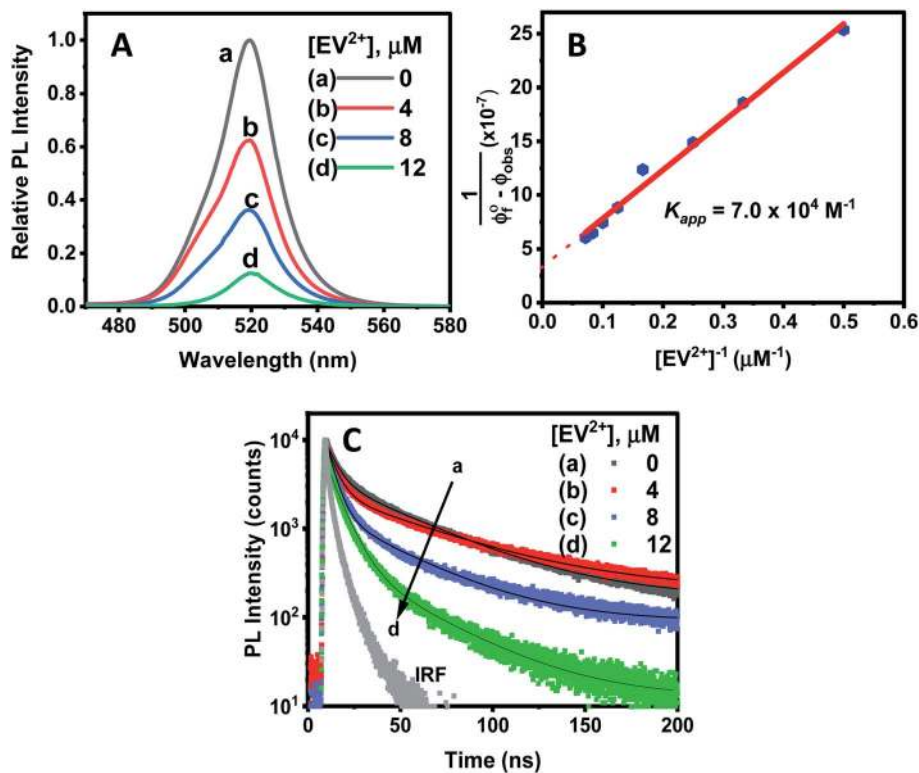 A
a
b
c
d
[EV²⁺], μM
(a) 0
(b) 4
(c) 8
(d) 12
Relative PL Intensity
1.0
0.8
0.6
0.4
0.2
0.0
480 500 520 540 560 580
Wavelength (nm)
B
1 / (ϕ_f^o - ϕ_obs) (x10⁻⁷)
25
20
15
10
5
0
K_app = 7.0 x 10⁴ M⁻¹
0.0 0.1 0.2 0.3 0.4 0.5 0.6
[EV²⁺]⁻¹ (μM⁻¹)
C
[EV²⁺], μM
(a) 0
(b) 4
(c) 8
(d) 12
a
d
IRF
PL Intensity (counts)
10⁴
10³
10²
10¹
0 50 100 150 200
Time (ns)